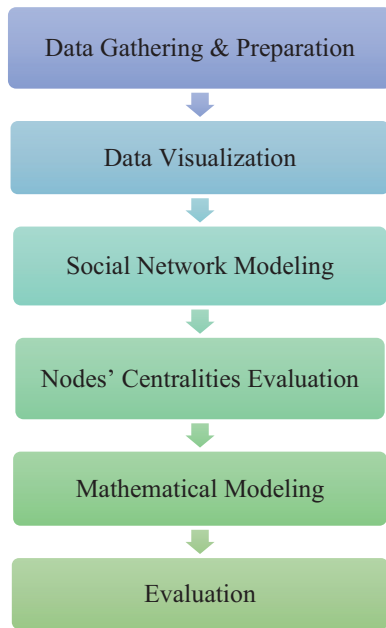 Data Gathering & Preparation
Data Visualization
Social Network Modeling
Nodes’ Centralities Evaluation
Mathematical Modeling
Evaluation